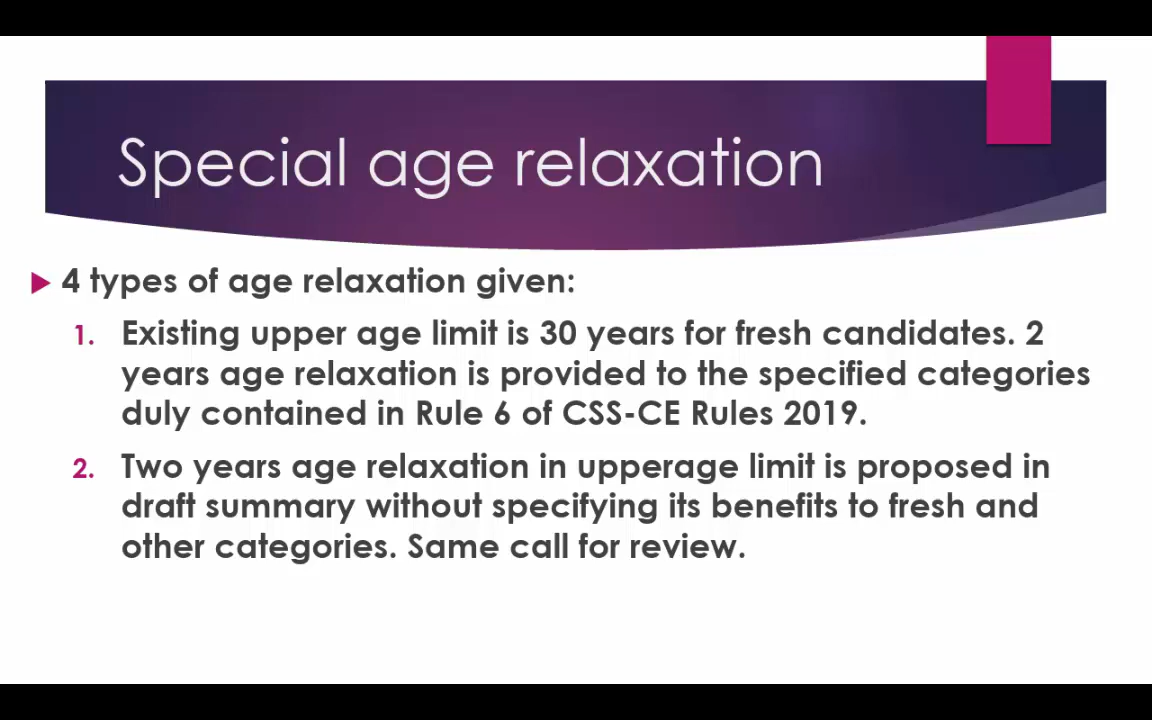 Special age relaxation
4 types of age relaxation given:
1. Existing upper age limit is 30 years for fresh candidates. 2
years age relaxation is provided to the specified categories
duly contained in Rule 6 of CSS-CE Rules 2019.
2. Two years age relaxation in upperage limit is proposed in
draft summary without specifying its benefits to fresh and
other categories. Same call for review.